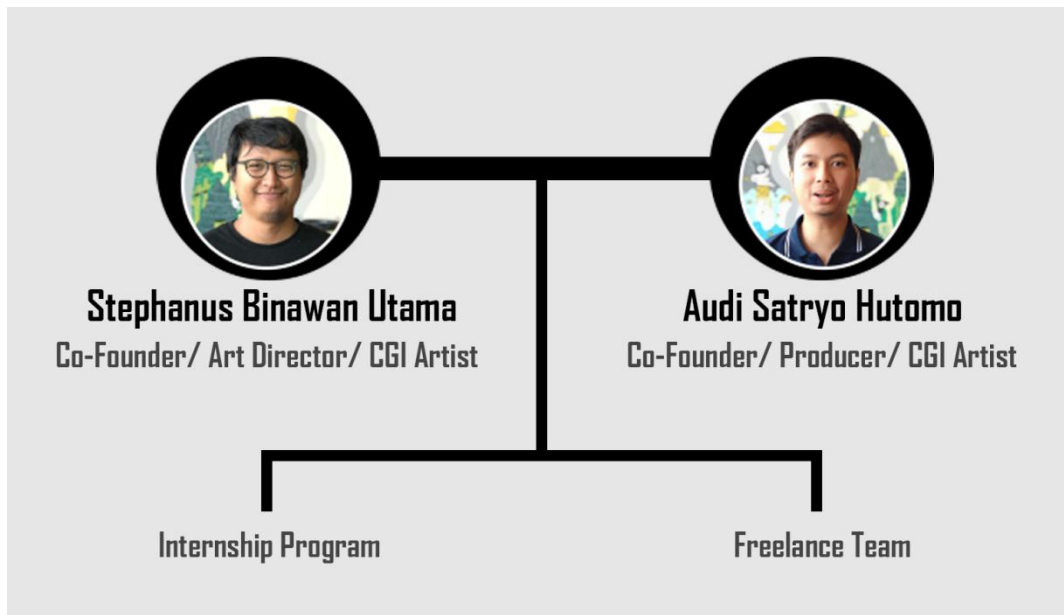 Stephanus Binawan Utama
Co-Founder/ Art Director/ CGI Artist
Audi Satryo Hutomo
Co-Founder/ Producer/ CGI Artist
Internship Program
Freelance Team